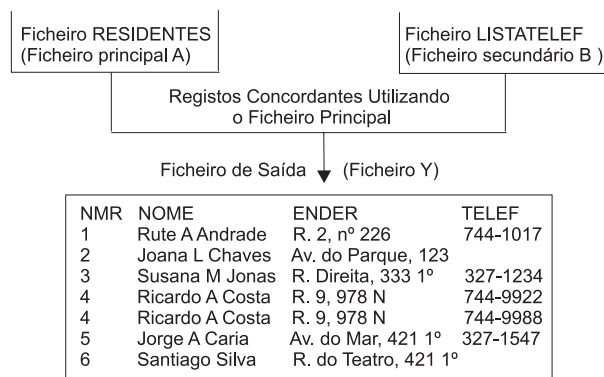 Ficheiro RESIDENTES
(Ficheiro principal A)
Ficheiro LISTATELEF
(Ficheiro secundário B )
Registos Concordantes Utilizando
o Ficheiro Principal
Ficheiro de Saída (Ficheiro Y)
NMR NOME ENDER TELEF
1 Rute A Andrade R. 2, nº 226 744-1017
2 Joana L Chaves Av. do Parque, 123
3 Susana M Jonas R. Direita, 333 1º 327-1234
4 Ricardo A Costa R. 9, 978 N 744-9922
4 Ricardo A Costa R. 9, 978 N 744-9988
5 Jorge A Caria Av. do Mar, 421 1º 327-1547
6 Santiago Silva R. do Teatro, 421 1º